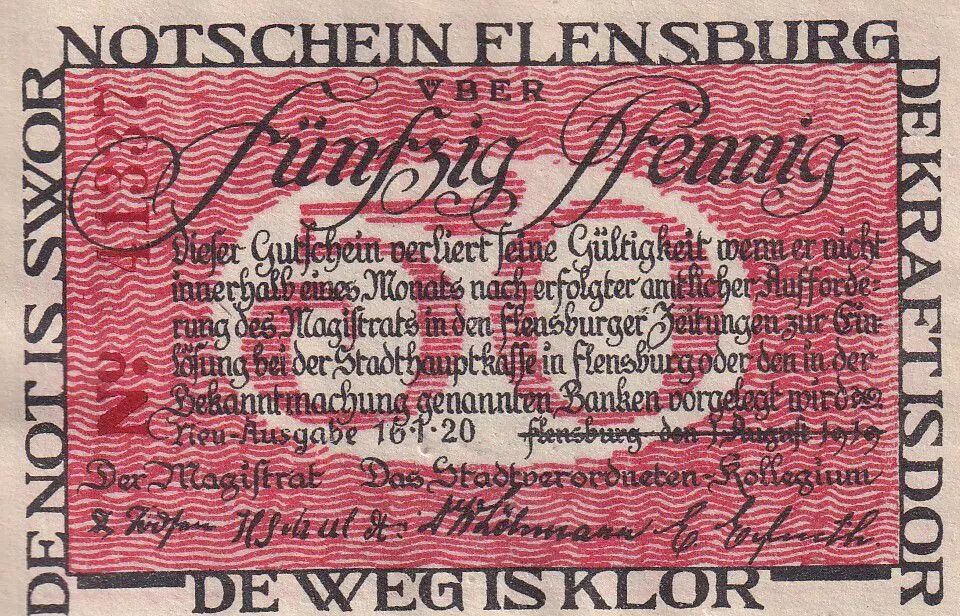 NOTSCHEIN FLENSBURG
DE NOT IS SWOR
DE KRAFT IS DOR
DE WEG IS KLOR
No. 41397
ÜBER
Fünfzig Pfennig
50
Dieser Gutschein verliert seine Gültigkeit wenn er nicht
innerhalb eines Monats nach erfolgter amtlicher Aufforde-
rung des Magistrats in den Flensburger Zeitungen zur Ein-
lösung bei der Stadthauptkasse in Flensburg oder den in der
Bekanntmachung genannten Banken vorgelegt wird
Neu-Ausgabe 16·1·20 Flensburg den 1. August 1919
Der Magistrat Das Stadtverordneten-Kollegium